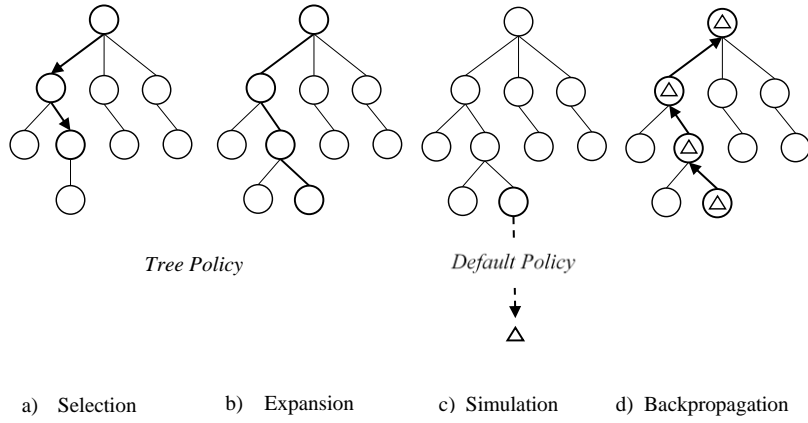 Tree Policy
Default Policy
a) Selection
b) Expansion
c) Simulation
d) Backpropagation